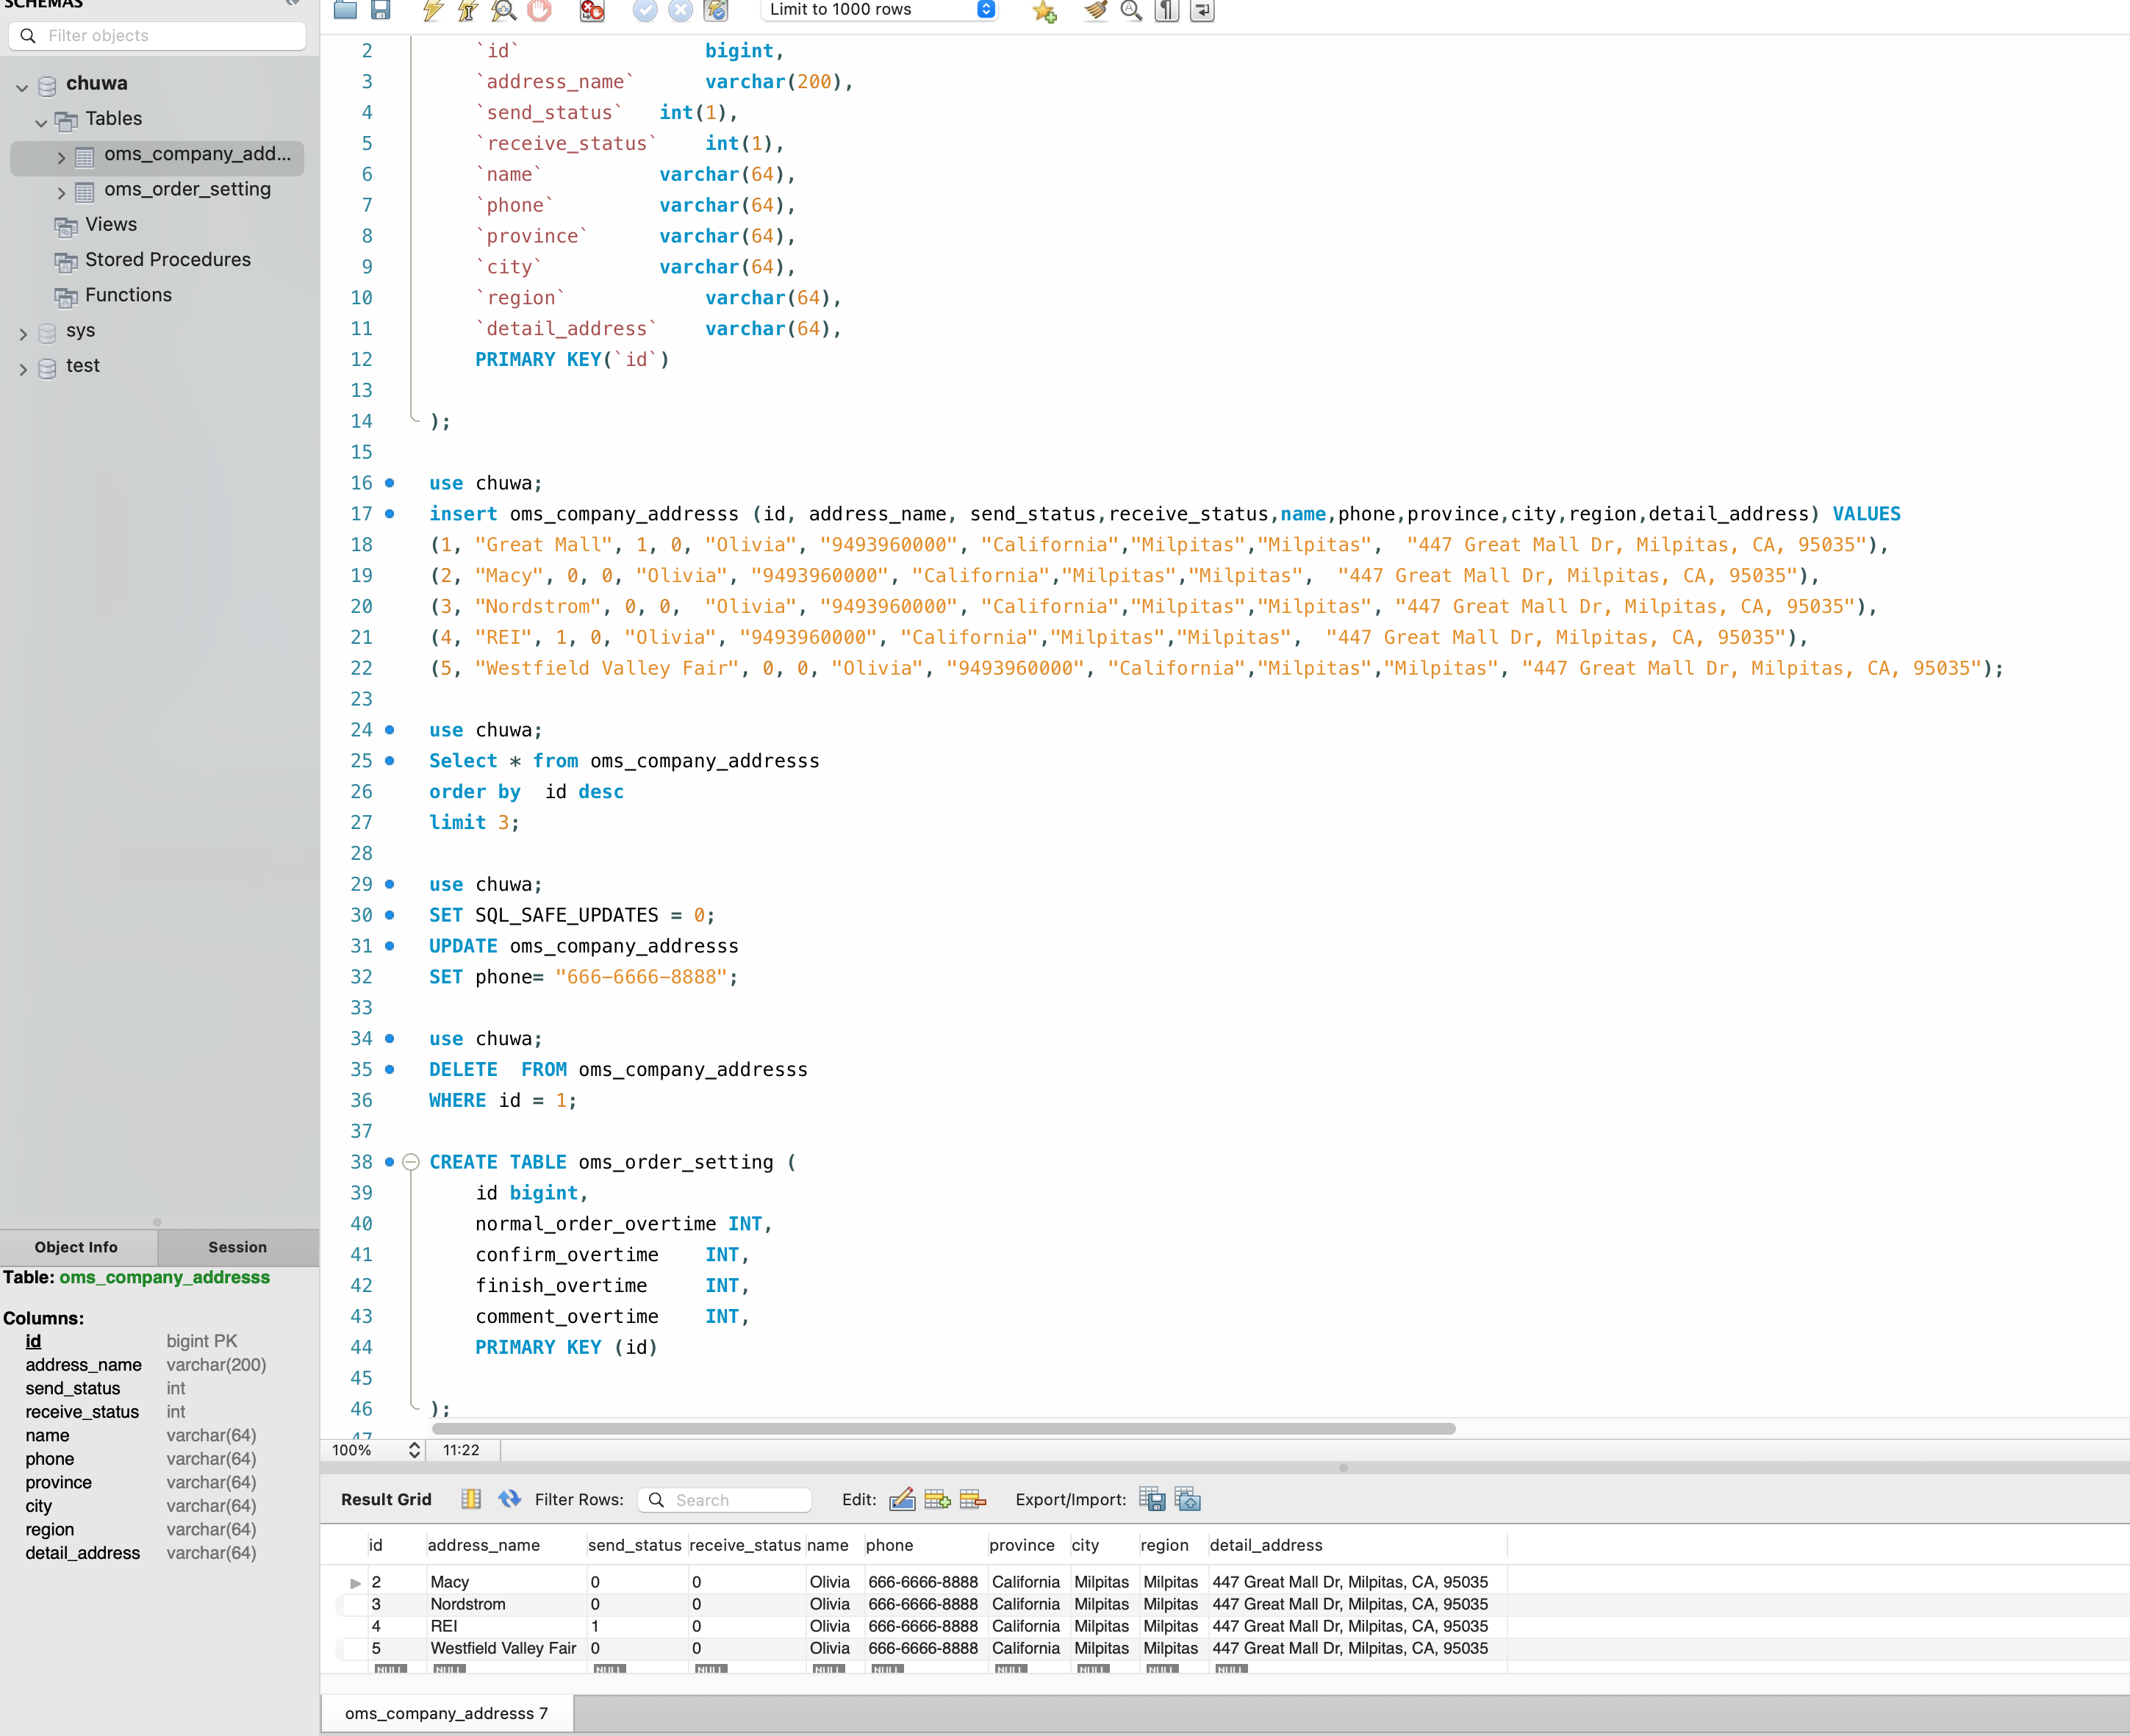 SCHEMAS
Filter objects
chuwa
Tables
oms_company_add...
oms_order_setting
Views
Stored Procedures
Functions
sys
test
Object Info Session
Table: oms_company_addresss
Columns:
id bigint PK
address_name varchar(200)
send_status int
receive_status int
name varchar(64)
phone varchar(64)
province varchar(64)
city varchar(64)
region varchar(64)
detail_address varchar(64)
Limit to 1000 rows
2 `id` bigint,
3 `address_name` varchar(200),
4 `send_status` int(1),
5 `receive_status` int(1),
6 `name` varchar(64),
7 `phone` varchar(64),
8 `province` varchar(64),
9 `city` varchar(64),
10 `region` varchar(64),
11 `detail_address` varchar(64),
12 PRIMARY KEY(`id`)
13
14 );
15
16 use chuwa;
17 insert oms_company_addresss (id, address_name, send_status,receive_status,name,phone,province,city,region,detail_address) VALUES
18 (1, "Great Mall", 1, 0, "Olivia", "9493960000", "California","Milpitas","Milpitas", "447 Great Mall Dr, Milpitas, CA, 95035"),
19 (2, "Macy", 0, 0, "Olivia", "9493960000", "California","Milpitas","Milpitas", "447 Great Mall Dr, Milpitas, CA, 95035"),
20 (3, "Nordstrom", 0, 0, "Olivia", "9493960000", "California","Milpitas","Milpitas", "447 Great Mall Dr, Milpitas, CA, 95035"),
21 (4, "REI", 1, 0, "Olivia", "9493960000", "California","Milpitas","Milpitas", "447 Great Mall Dr, Milpitas, CA, 95035"),
22 (5, "Westfield Valley Fair", 0, 0, "Olivia", "9493960000", "California","Milpitas","Milpitas", "447 Great Mall Dr, Milpitas, CA, 95035");
23
24 use chuwa;
25 Select * from oms_company_addresss
26 order by id desc
27 limit 3;
28
29 use chuwa;
30 SET SQL_SAFE_UPDATES = 0;
31 UPDATE oms_company_addresss
32 SET phone= "666-6666-8888";
33
34 use chuwa;
35 DELETE FROM oms_company_addresss
36 WHERE id = 1;
37
38 CREATE TABLE oms_order_setting (
39 id bigint,
40 normal_order_overtime INT,
41 confirm_overtime INT,
42 finish_overtime INT,
43 comment_overtime INT,
44 PRIMARY KEY (id)
45
46 );
47
100% 11:22
Result Grid Filter Rows: Search Edit: Export/Import:
id address_name send_status receive_status name phone province city region detail_address
2 Macy 0 0 Olivia 666-6666-8888 California Milpitas Milpitas 447 Great Mall Dr, Milpitas, CA, 95035
3 Nordstrom 0 0 Olivia 666-6666-8888 California Milpitas Milpitas 447 Great Mall Dr, Milpitas, CA, 95035
4 REI 1 0 Olivia 666-6666-8888 California Milpitas Milpitas 447 Great Mall Dr, Milpitas, CA, 95035
5 Westfield Valley Fair 0 0 Olivia 666-6666-8888 California Milpitas Milpitas 447 Great Mall Dr, Milpitas, CA, 95035
NULL NULL NULL NULL NULL NULL NULL NULL NULL NULL
oms_company_addresss 7